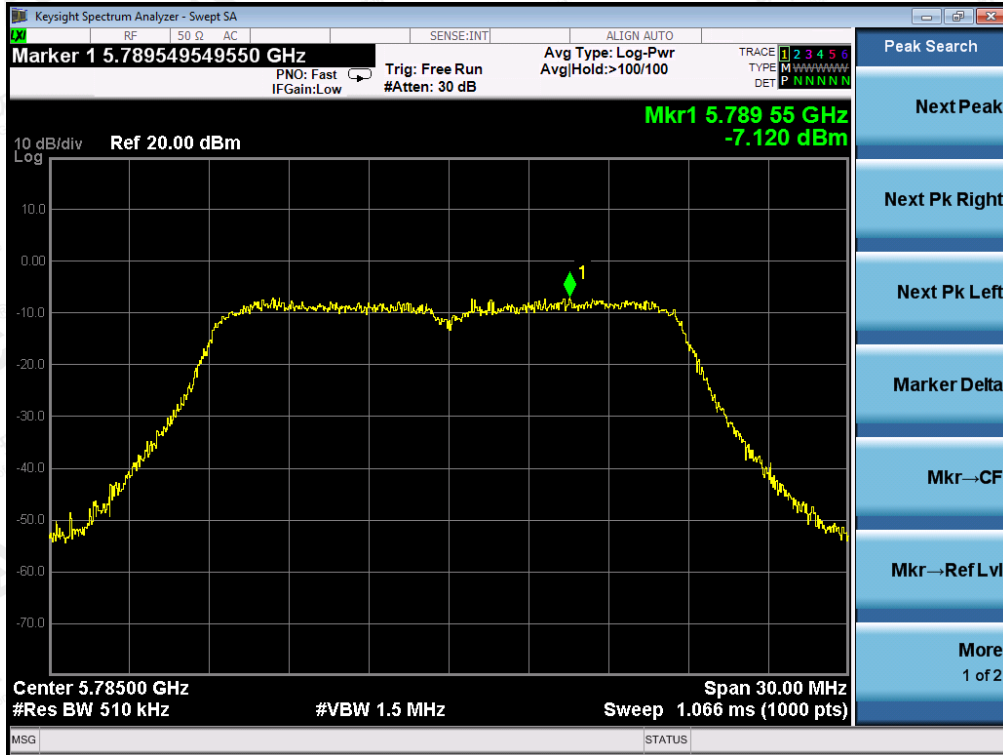 Keysight Spectrum Analyzer - Swept SA
LXI RF 50 Ω AC SENSE:INT ALIGN AUTO
Marker 1 5.789549549550 GHz
PNO: Fast
IFGain:Low
Trig: Free Run
#Atten: 30 dB
Avg Type: Log-Pwr
Avg|Hold:>100/100
TRACE 1 2 3 4 5 6
TYPE M W W W W W
DET P N N N N N
Mkr1 5.789 55 GHz
-7.120 dBm
10 dB/div Ref 20.00 dBm
Log
10.0
0.00
-10.0
-20.0
-30.0
-40.0
-50.0
-60.0
-70.0
1
Center 5.78500 GHz Span 30.00 MHz
#Res BW 510 kHz #VBW 1.5 MHz Sweep 1.066 ms (1000 pts)
MSG STATUS
Peak Search
Next Peak
Next Pk Right
Next Pk Left
Marker Delta
Mkr→CF
Mkr→Ref Lvl
More
1 of 2